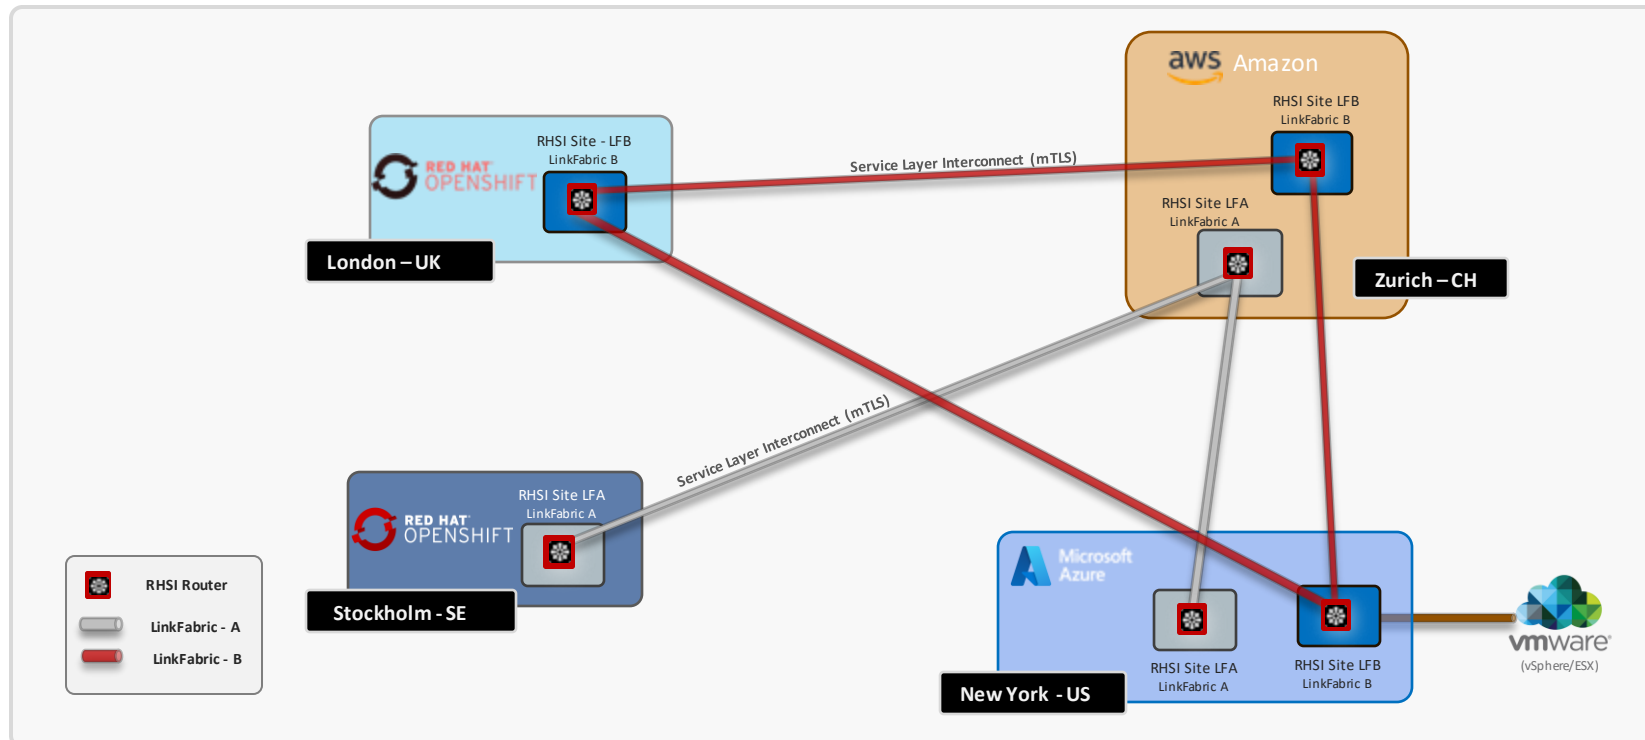 aws Amazon
RHSI Site LFB
LinkFabric B
RHSI Site - LFB
LinkFabric B
RED HAT
OPENSHIFT
Service Layer Interconnect (mTLS)
RHSI Site LFA
LinkFabric A
London – UK
Zurich – CH
Service Layer Interconnect (mTLS)
RHSI Site LFA
LinkFabric A
RED HAT
OPENSHIFT
Stockholm - SE
Microsoft
Azure
RHSI Site LFA
LinkFabric A
RHSI Site LFB
LinkFabric B
New York - US
vmware®
(vSphere/ESX)
RHSI Router
LinkFabric - A
LinkFabric - B